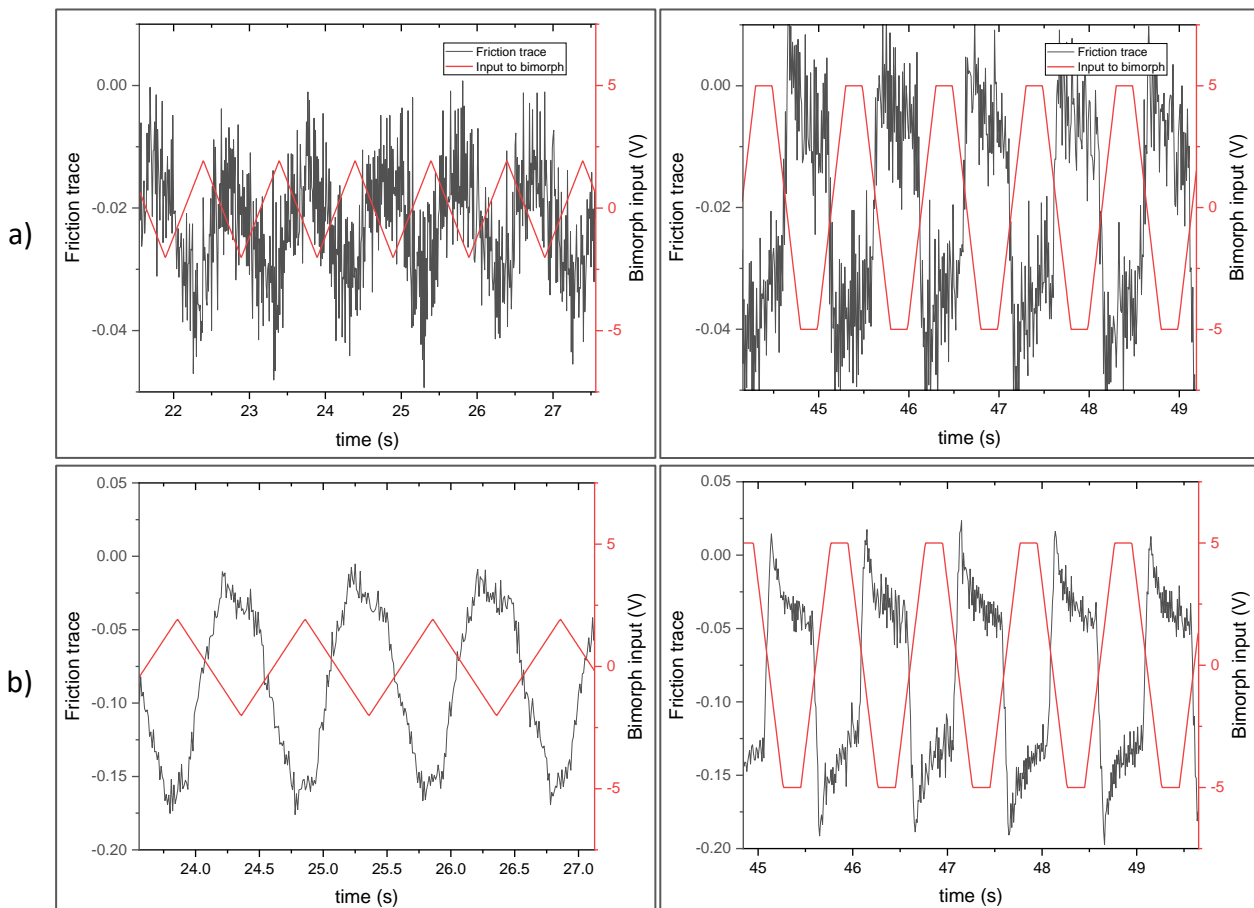 a)
Friction trace
Input to bimorph
0.00
-0.02
-0.04
Friction trace
5
0
-5
Bimorph input (V)
22 23 24 25 26 27
time (s)
Friction trace
Input to bimorph
0.00
-0.02
-0.04
Friction trace
5
0
-5
Bimorph input (V)
45 46 47 48 49
time (s)
b)
0.05
0.00
-0.05
-0.10
-0.15
-0.20
Friction trace
5
0
-5
Bimorph input (V)
24.0 24.5 25.0 25.5 26.0 26.5 27.0
time (s)
0.05
0.00
-0.05
-0.10
-0.15
-0.20
Friction trace
5
0
-5
Bimorph input (V)
45 46 47 48 49
time (s)